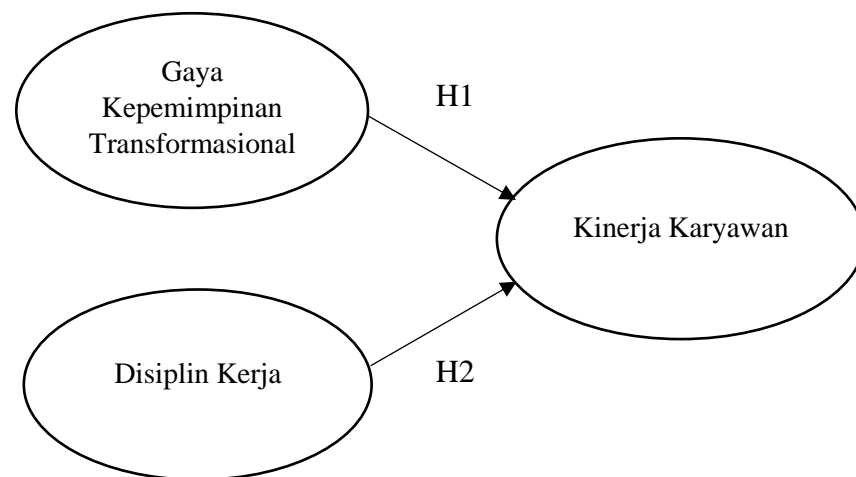 Gaya
Kepemimpinan
Transformasional
H1
Kinerja Karyawan
Disiplin Kerja
H2